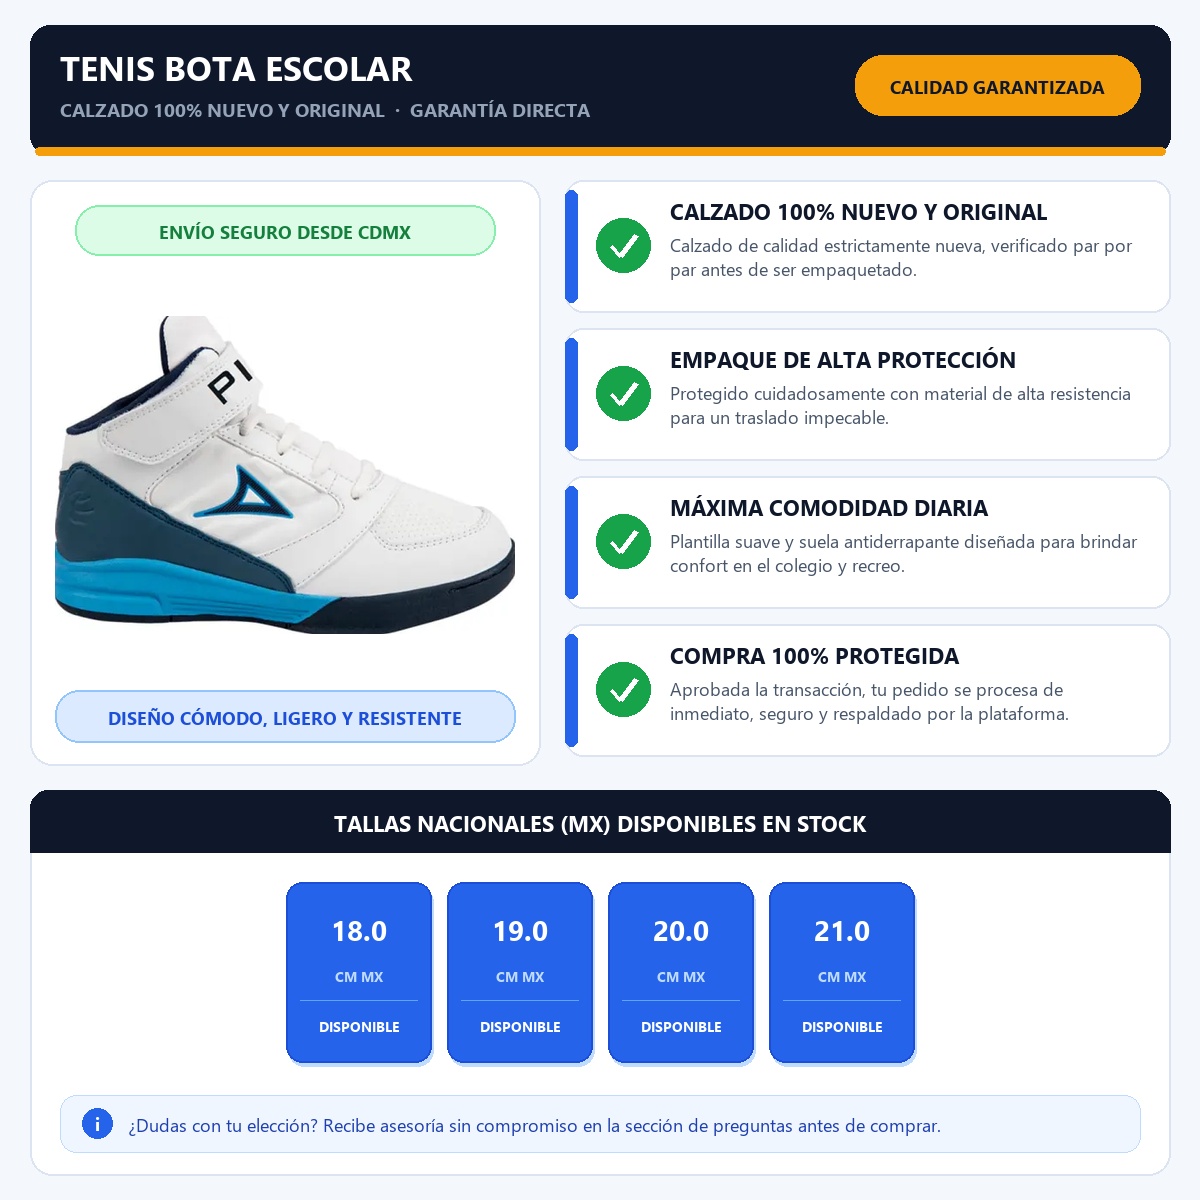 TENIS BOTA ESCOLAR
CALZADO 100% NUEVO Y ORIGINAL · GARANTÍA DIRECTA
CALIDAD GARANTIZADA
ENVÍO SEGURO DESDE CDMX
PI
DISEÑO CÓMODO, LIGERO Y RESISTENTE
CALZADO 100% NUEVO Y ORIGINAL
Calzado de calidad estrictamente nueva, verificado par por
par antes de ser empaquetado.
EMPAQUE DE ALTA PROTECCIÓN
Protegido cuidadosamente con material de alta resistencia
para un traslado impecable.
MÁXIMA COMODIDAD DIARIA
Plantilla suave y suela antiderrapante diseñada para brindar
confort en el colegio y recreo.
COMPRA 100% PROTEGIDA
Aprobada la transacción, tu pedido se procesa de
inmediato, seguro y respaldado por la plataforma.
TALLAS NACIONALES (MX) DISPONIBLES EN STOCK
18.0 19.0 20.0 21.0
CM MX CM MX CM MX CM MX
DISPONIBLE DISPONIBLE DISPONIBLE DISPONIBLE
¿Dudas con tu elección? Recibe asesoría sin compromiso en la sección de preguntas antes de comprar.